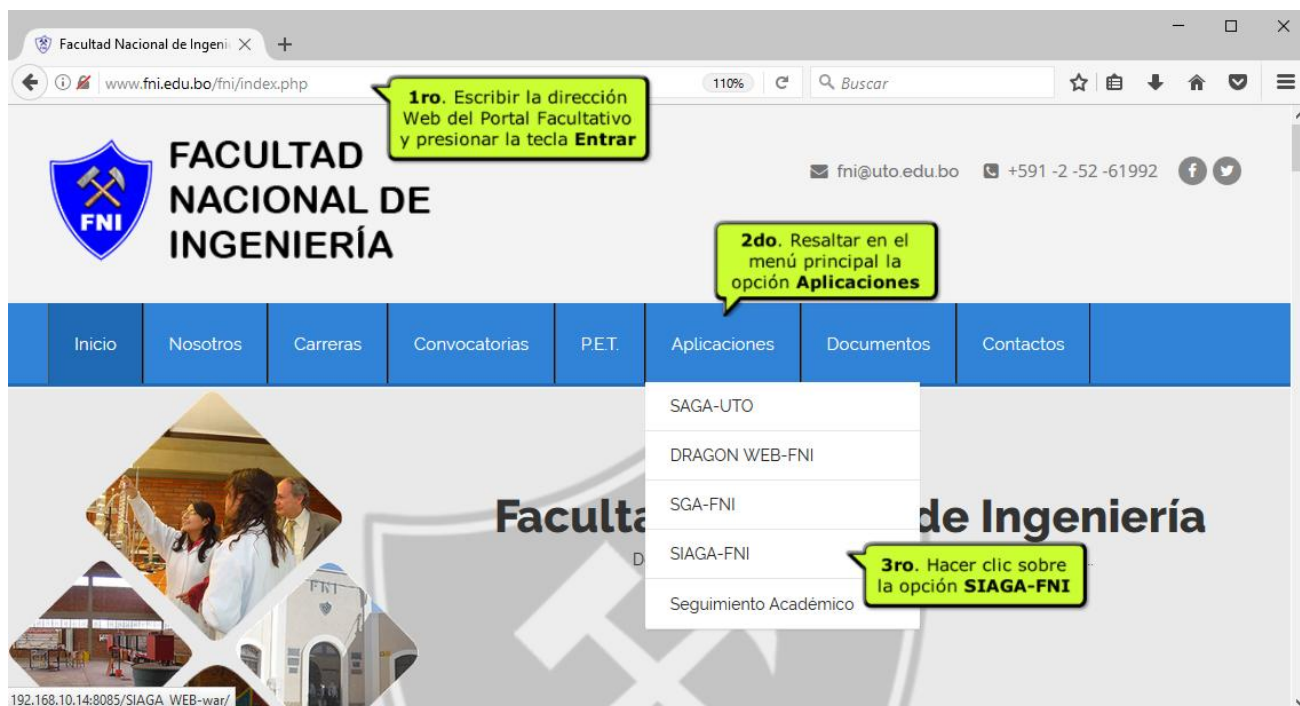 Facultad Nacional de Ingeni
www.fni.edu.bo/fni/index.php
110%
Buscar
1ro. Escribir la dirección
Web del Portal Facultativo
y presionar la tecla Entrar
FNI
FACULTAD
NACIONAL DE
INGENIERÍA
fni@uto.edu.bo
+591 -2 -52 -61992
2do. Resaltar en el
menú principal la
opción Aplicaciones
Inicio
Nosotros
Carreras
Convocatorias
P.E.T.
Aplicaciones
Documentos
Contactos
SAGA-UTO
DRAGON WEB-FNI
SGA-FNI
SIAGA-FNI
Seguimiento Académico
Faculta de Ingeniería
D
3ro. Hacer clic sobre
la opción SIAGA-FNI
FNI
192.168.10.14:8085/SIAGA_WEB-war/